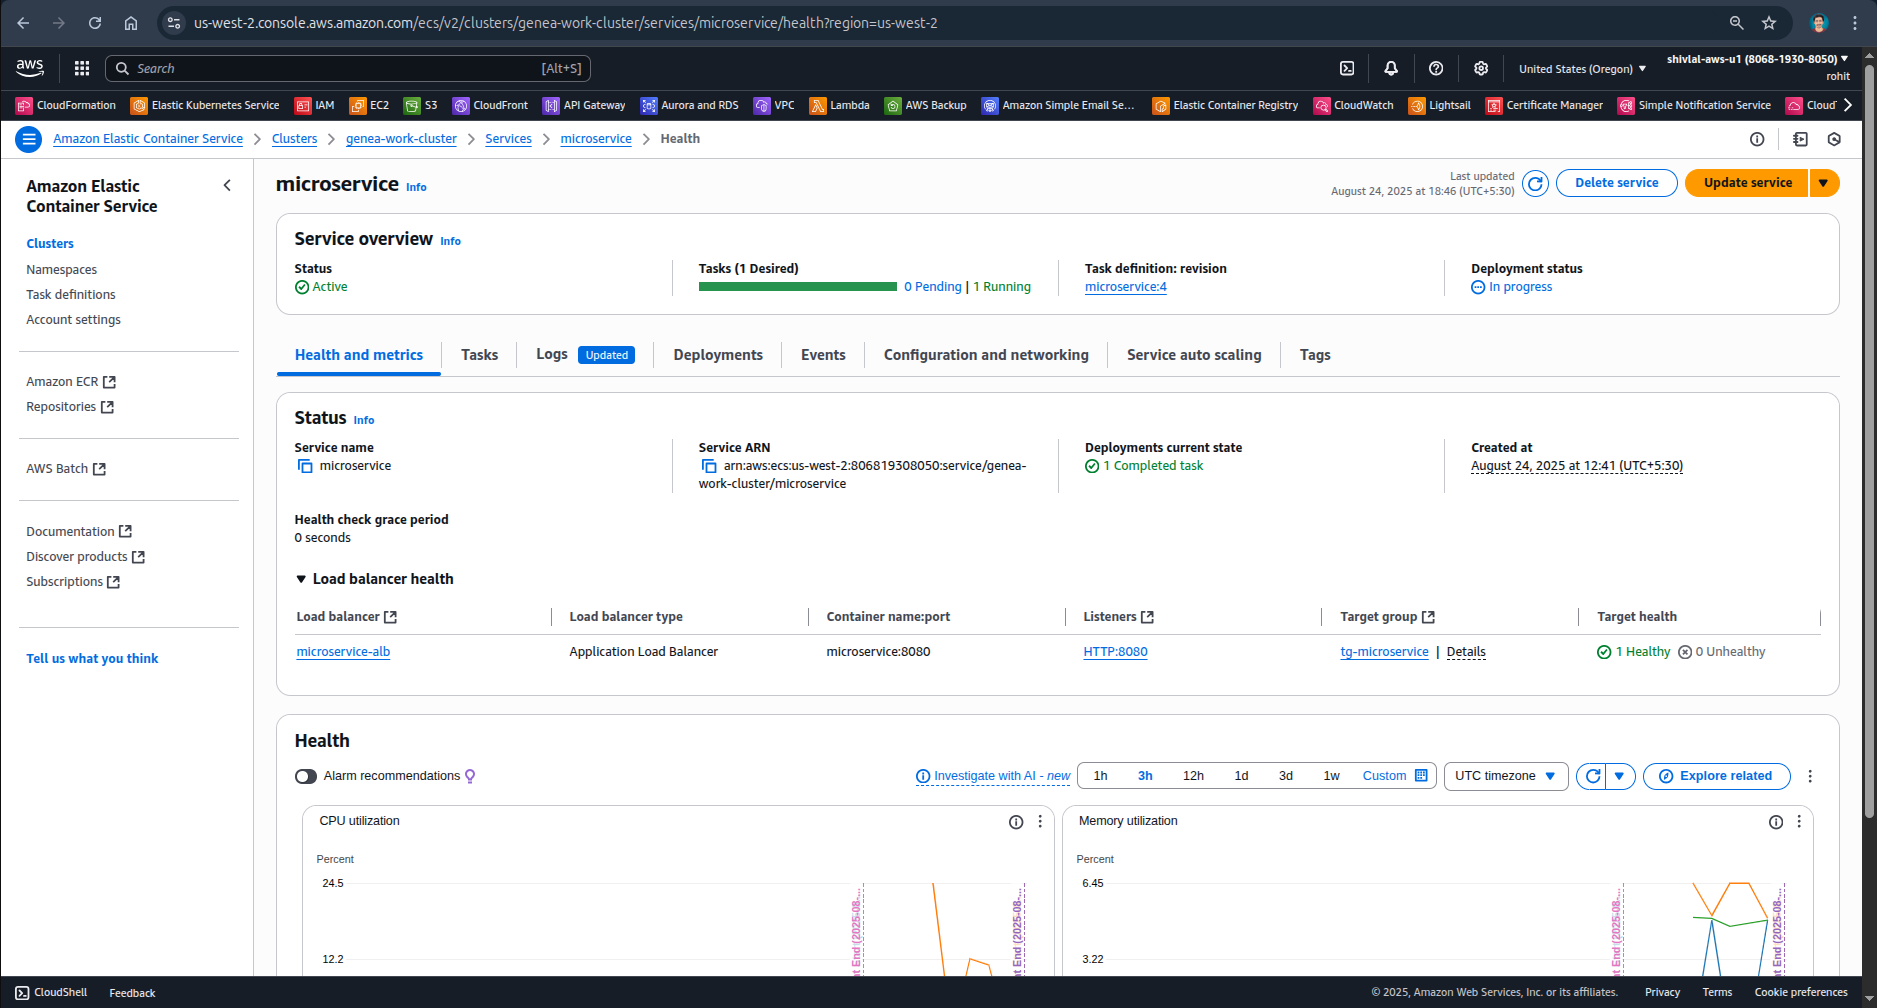 us-west-2.console.aws.amazon.com/ecs/v2/clusters/genea-work-cluster/services/microservice/health?region=us-west-2
aws
Search
[Alt+S]
United States (Oregon)
shivlal-aws-u1 (8068-1930-8050)
rohit
CloudFormation
Elastic Kubernetes Service
IAM
EC2
S3
CloudFront
API Gateway
Aurora and RDS
VPC
Lambda
AWS Backup
Amazon Simple Email Se...
Elastic Container Registry
CloudWatch
Lightsail
Certificate Manager
Simple Notification Service
Amazon Elastic Container Service
Clusters
genea-work-cluster
Services
microservice
Health
Amazon Elastic
Container Service
Clusters
Namespaces
Task definitions
Account settings
Amazon ECR
Repositories
AWS Batch
Documentation
Discover products
Subscriptions
Tell us what you think
microservice Info
Last updated
August 24, 2025 at 18:46 (UTC+5:30)
Delete service
Update service
Service overview Info
Status
Active
Tasks (1 Desired)
0 Pending | 1 Running
Task definition: revision
microservice:4
Deployment status
In progress
Health and metrics
Tasks
Logs Updated
Deployments
Events
Configuration and networking
Service auto scaling
Tags
Status Info
Service name
microservice
Service ARN
arn:aws:ecs:us-west-2:806819308050:service/genea-
work-cluster/microservice
Deployments current state
1 Completed task
Created at
August 24, 2025 at 12:41 (UTC+5:30)
Health check grace period
0 seconds
Load balancer health
Load balancer
Load balancer type
Container name:port
Listeners
Target group
Target health
microservice-alb
Application Load Balancer
microservice:8080
HTTP:8080
tg-microservice | Details
1 Healthy
0 Unhealthy
Health
Alarm recommendations
Investigate with AI - new
1h
3h
12h
1d
3d
1w
Custom
UTC timezone
Explore related
CPU utilization
Percent
24.5
12.2
End (2025-08-...
End (2025-08-...
Memory utilization
Percent
6.45
3.22
End (2025-08-...
End (2025-08-...
CloudShell
Feedback
© 2025, Amazon Web Services, Inc. or its affiliates.
Privacy
Terms
Cookie preferences